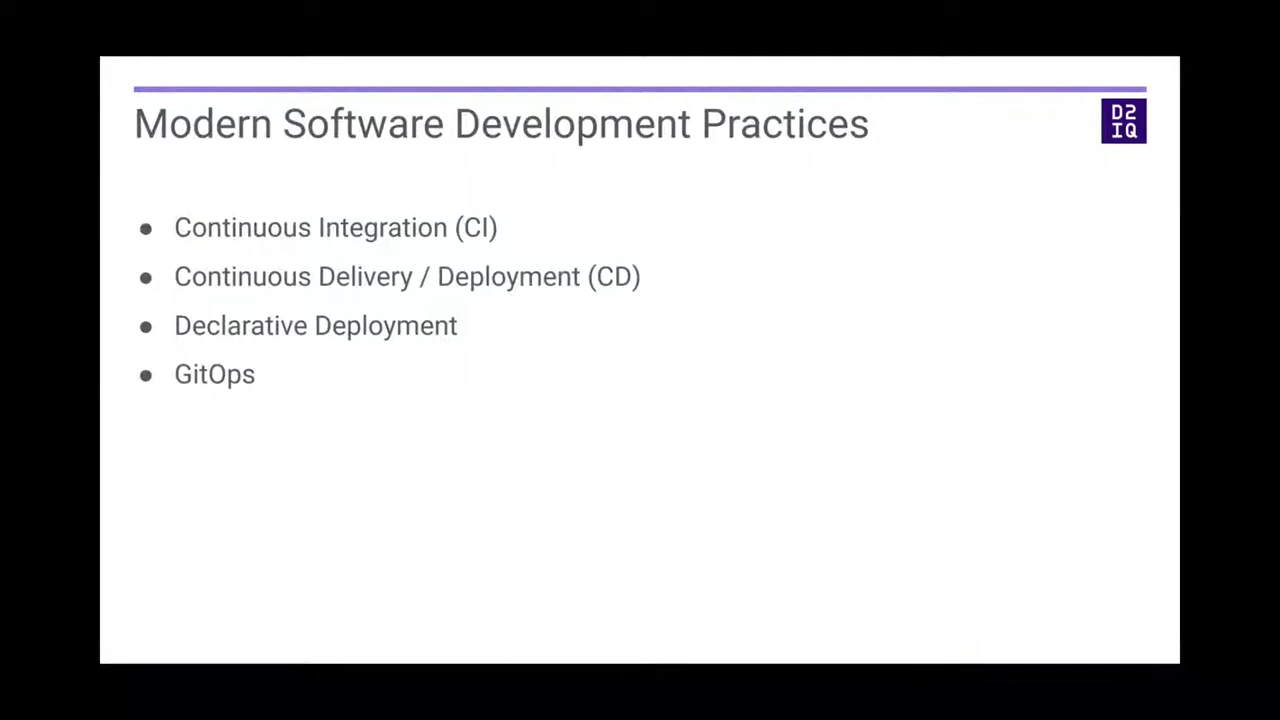 Modern Software Development Practices
D2
IQ
● Continuous Integration (CI)
● Continuous Delivery / Deployment (CD)
● Declarative Deployment
● GitOps